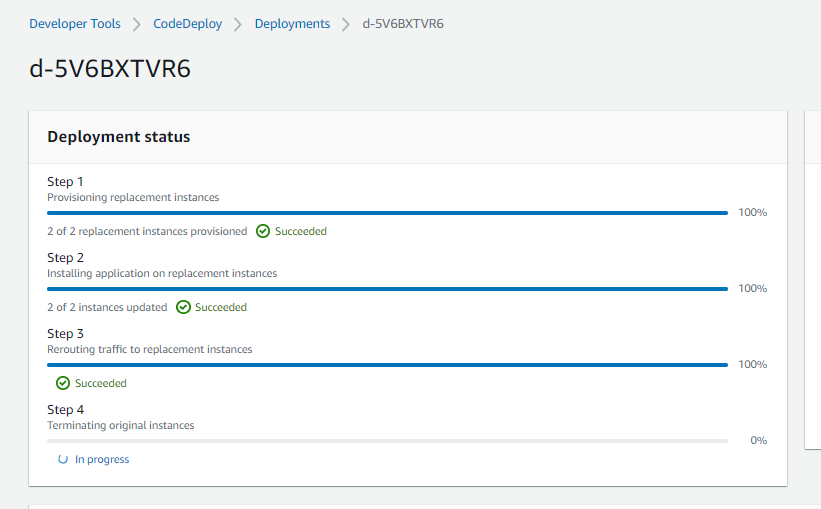 Developer Tools > CodeDeploy > Deployments > d-5V6BXTVR6
d-5V6BXTVR6
Deployment status
Step 1
Provisioning replacement instances
100%
2 of 2 replacement instances provisioned Succeeded
Step 2
Installing application on replacement instances
100%
2 of 2 instances updated Succeeded
Step 3
Rerouting traffic to replacement instances
100%
Succeeded
Step 4
Terminating original instances
0%
In progress